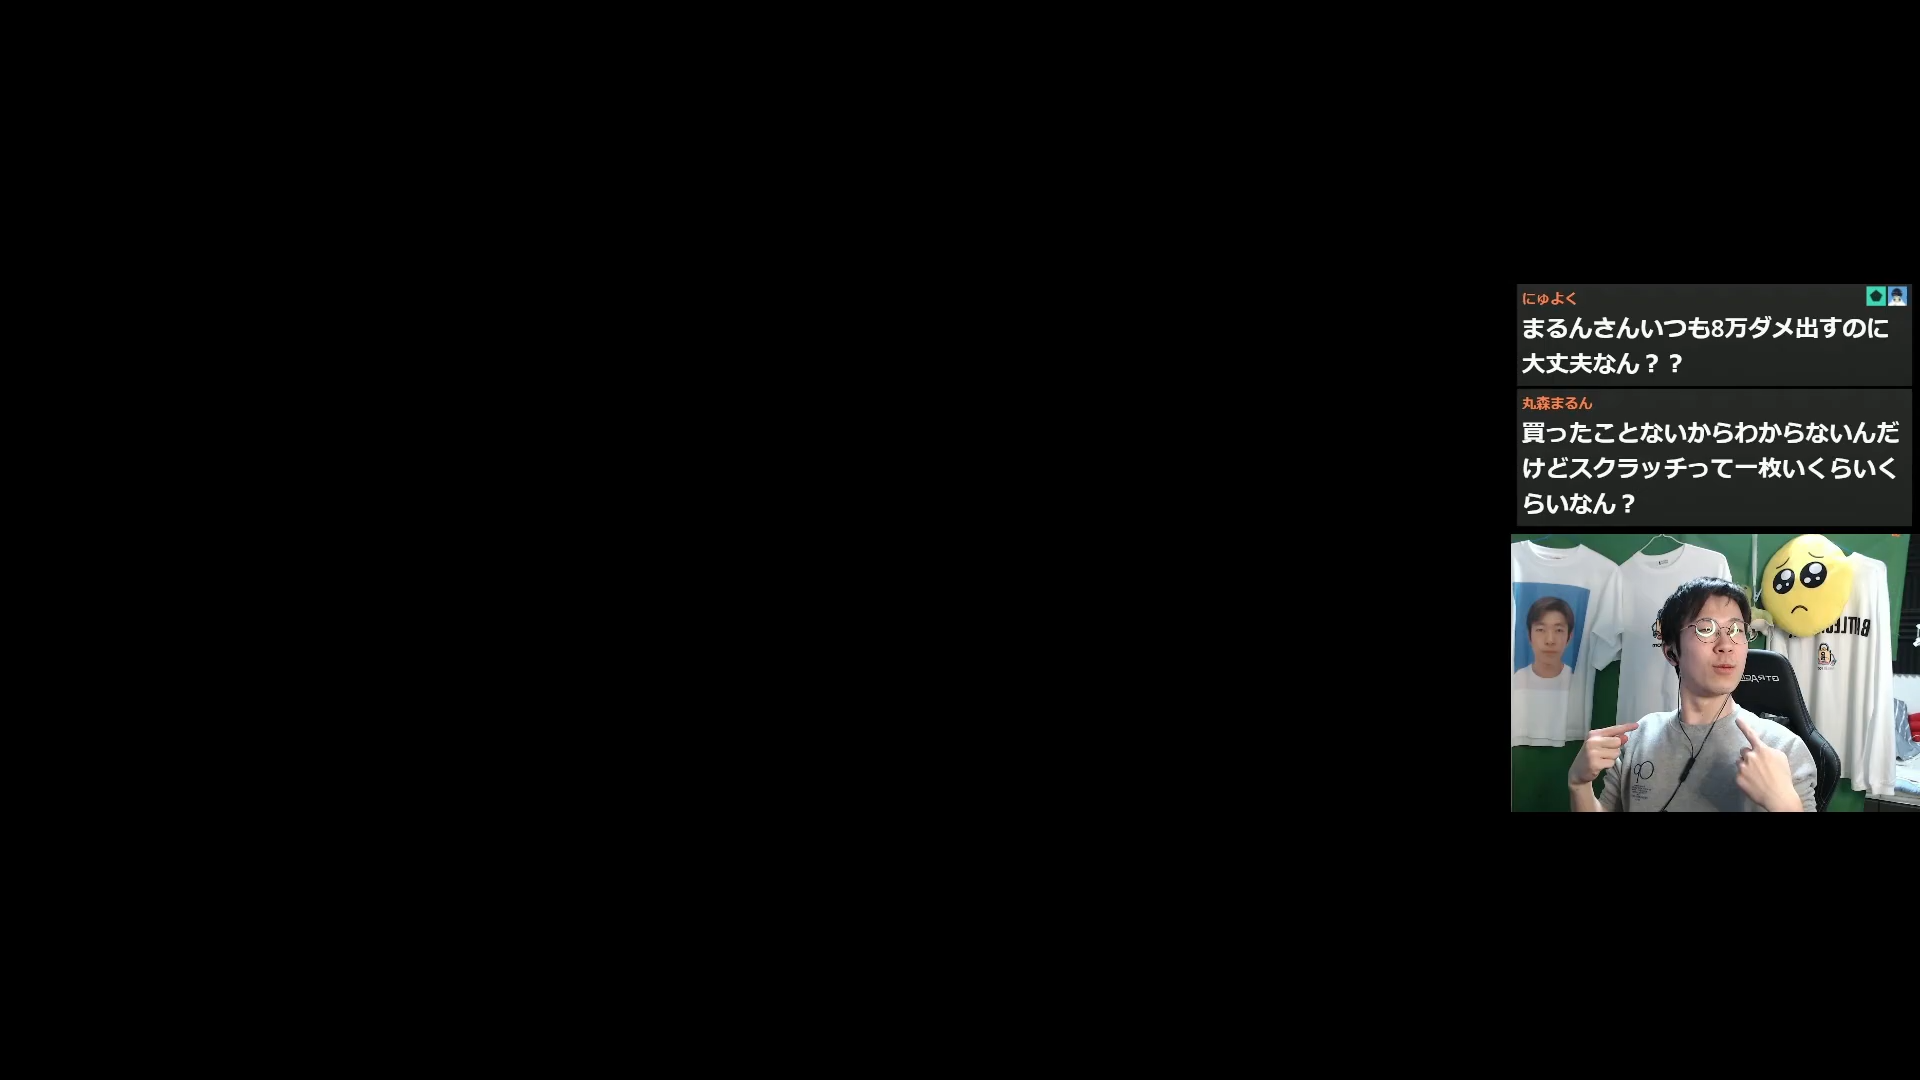 にゅよく
まるんさんいつも8万ダメ出すのに
大丈夫なん？？
丸森まるん
買ったことないからわからないんだ
けどスクラッチって一枚いくらいく
らいなん？